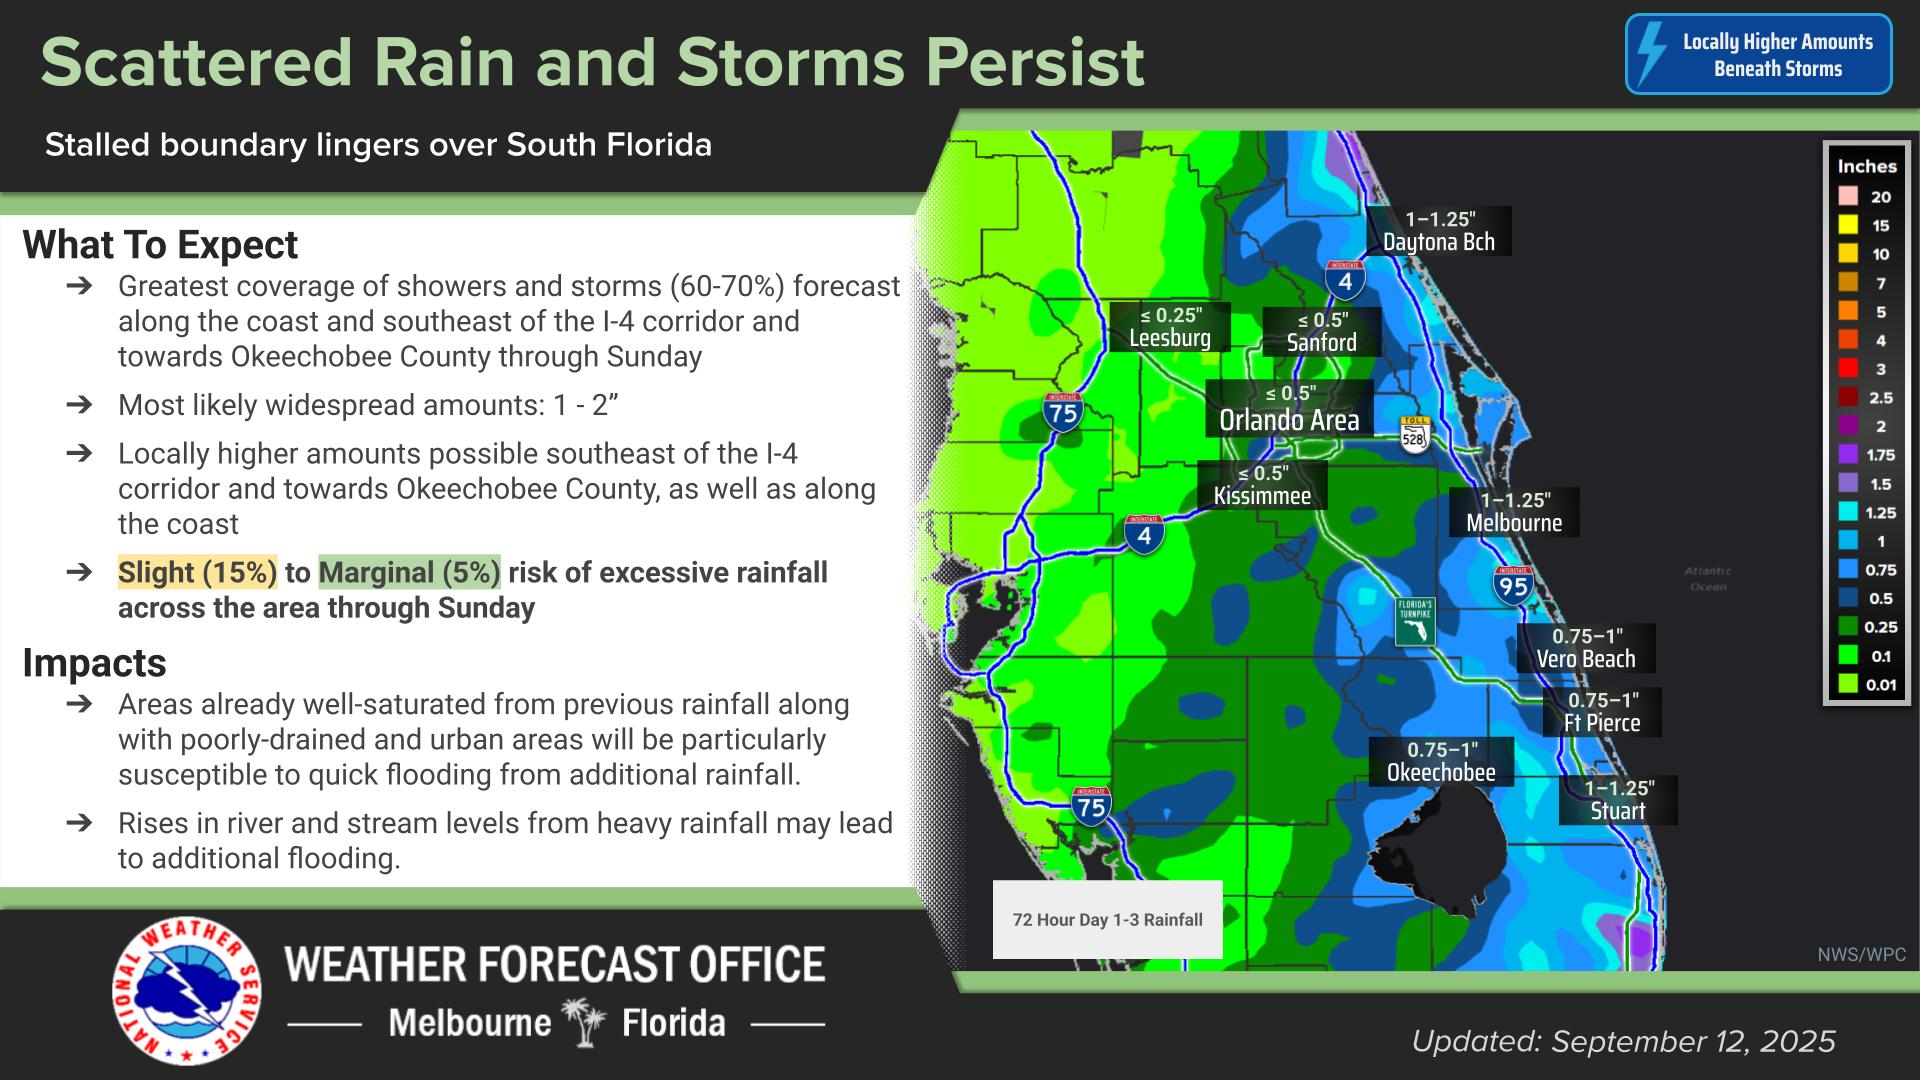 Scattered Rain and Storms Persist
Locally Higher Amounts
Beneath Storms
Stalled boundary lingers over South Florida
What To Expect
➔ Greatest coverage of showers and storms (60-70%) forecast
along the coast and southeast of the I-4 corridor and
towards Okeechobee County through Sunday
➔ Most likely widespread amounts: 1 - 2”
➔ Locally higher amounts possible southeast of the I-4
corridor and towards Okeechobee County, as well as along
the coast
➔ Slight (15%) to Marginal (5%) risk of excessive rainfall
across the area through Sunday
Impacts
➔ Areas already well-saturated from previous rainfall along
with poorly-drained and urban areas will be particularly
susceptible to quick flooding from additional rainfall.
➔ Rises in river and stream levels from heavy rainfall may lead
to additional flooding.
1–1.25"
Daytona Bch
INTERSTATE
4
≤ 0.25"
Leesburg
≤ 0.5"
Sanford
≤ 0.5"
Orlando Area
INTERSTATE
75
TOLL
528
≤ 0.5"
Kissimmee
1–1.25"
Melbourne
INTERSTATE
4
INTERSTATE
95
FLORIDA'S
TURNPIKE
0.75–1"
Vero Beach
0.75–1"
Ft Pierce
0.75–1"
Okeechobee
1–1.25"
Stuart
INTERSTATE
75
Atlantic
Ocean
72 Hour Day 1-3 Rainfall
NWS/WPC
Inches
20
15
10
7
5
4
3
2.5
2
1.75
1.5
1.25
1
0.75
0.5
0.25
0.1
0.01
NATIONAL WEATHER SERVICE
WEATHER FORECAST OFFICE
Melbourne Florida
Updated: September 12, 2025